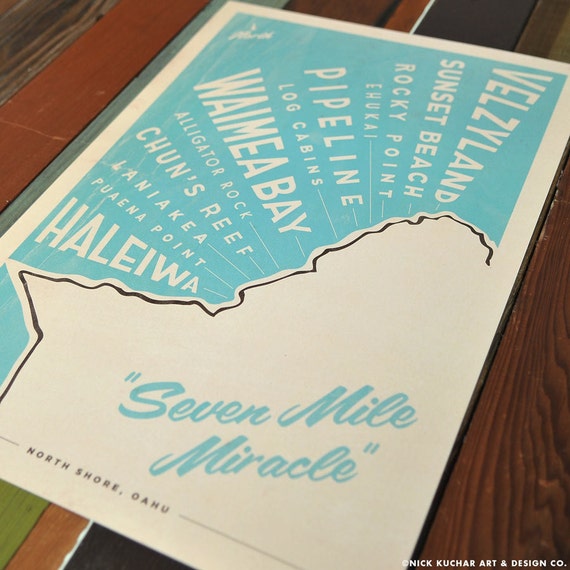 North
HALEIWA
PUAENA POINT
LANIAKEA
CHUN'S REEF
ALLIGATOR ROCK
WAIMEA BAY
LOG CABINS
PIPELINE
EHUKAI
ROCKY POINT
SUNSET BEACH
VELZYLAND
"Seven Mile
Miracle"
NORTH SHORE, OAHU
©NICK KUCHAR ART & DESIGN CO.